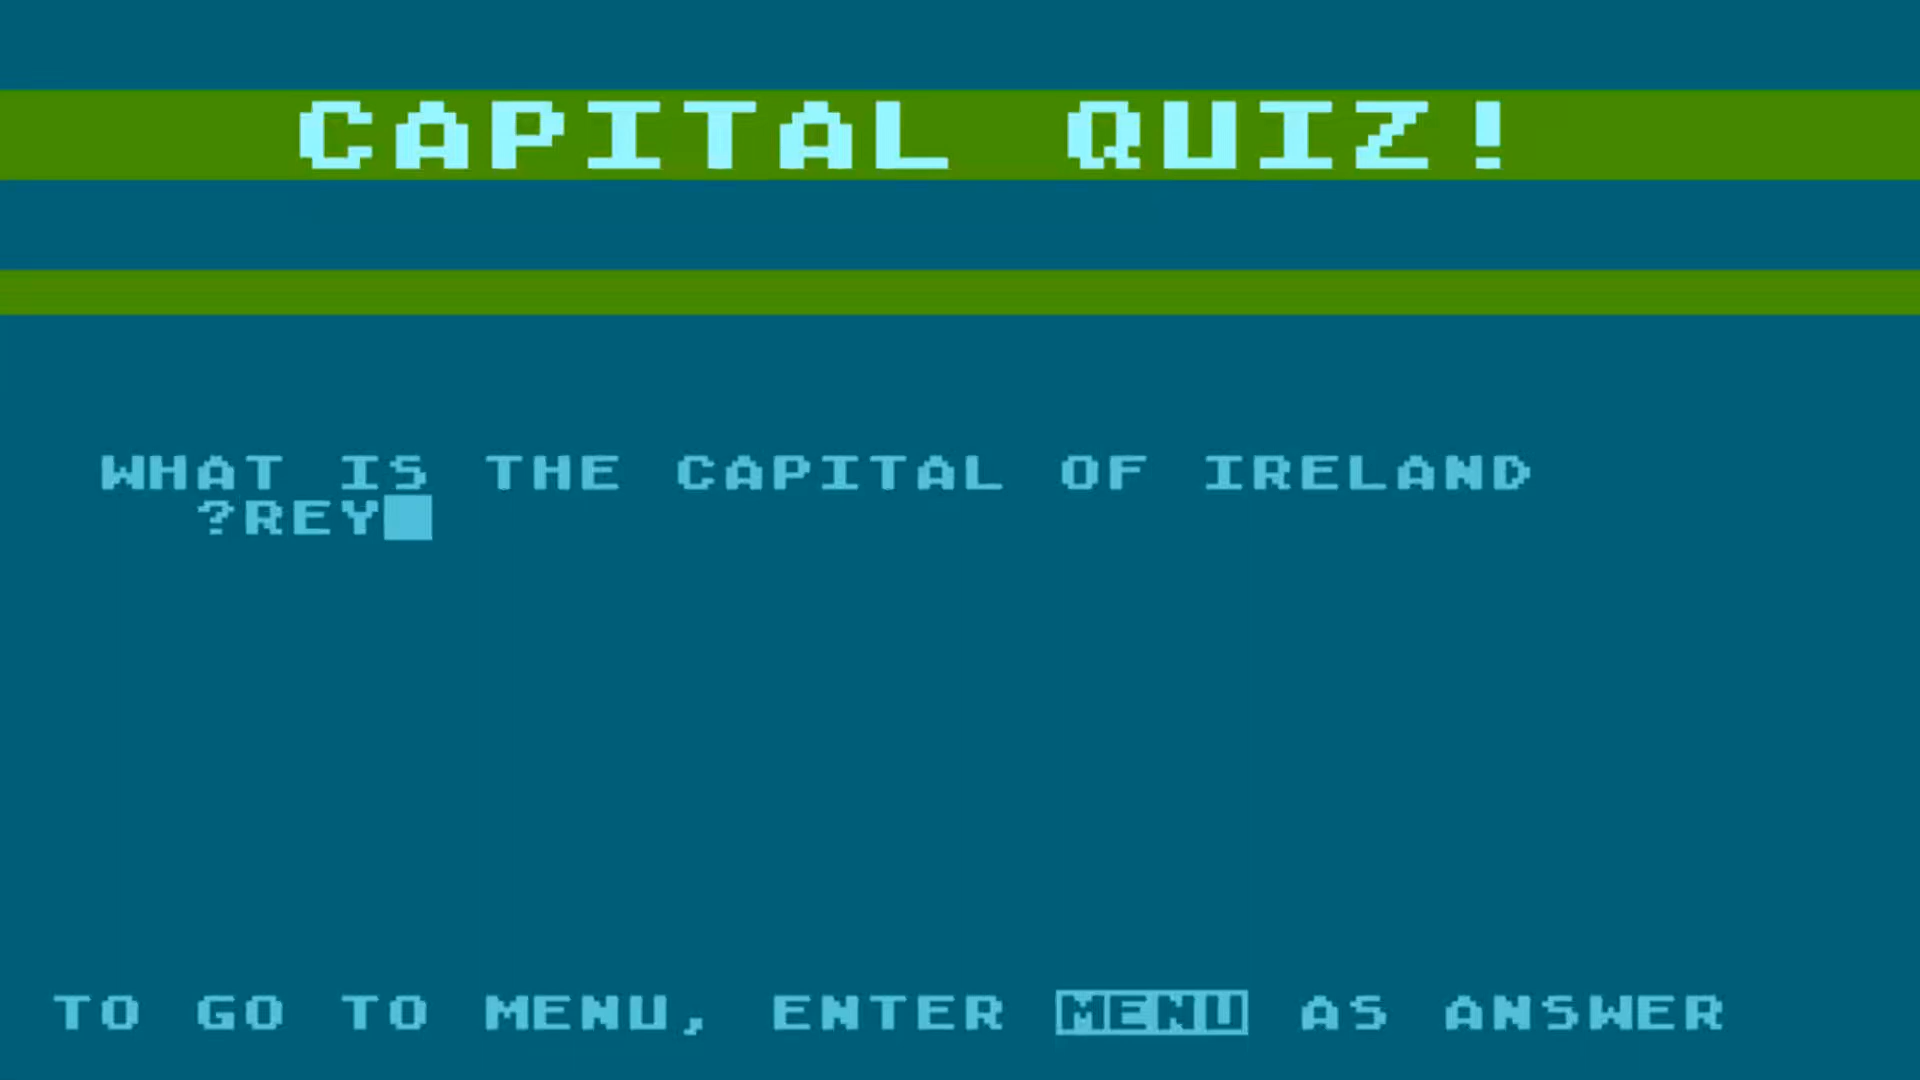 CAPITAL QUIZ!
WHAT IS THE CAPITAL OF IRELAND
?REY
TO GO TO MENU, ENTER MENU AS ANSWER